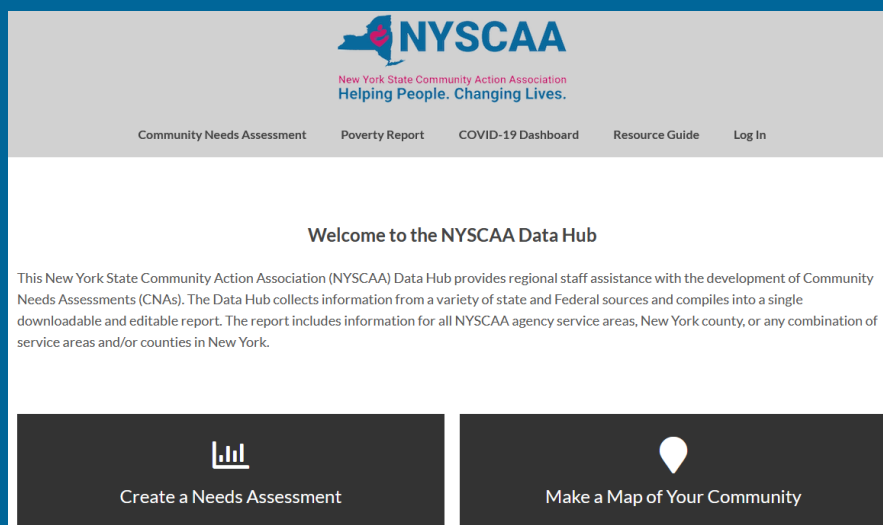 NYSCAA
New York State Community Action Association
Helping People. Changing Lives.
Community Needs Assessment Poverty Report COVID-19 Dashboard Resource Guide Log In
Welcome to the NYSCAA Data Hub
This New York State Community Action Association (NYSCAA) Data Hub provides regional staff assistance with the development of Community
Needs Assessments (CNAs). The Data Hub collects information from a variety of state and Federal sources and compiles into a single
downloadable and editable report. The report includes information for all NYSCAA agency service areas, New York county, or any combination of
service areas and/or counties in New York.
Create a Needs Assessment Make a Map of Your Community